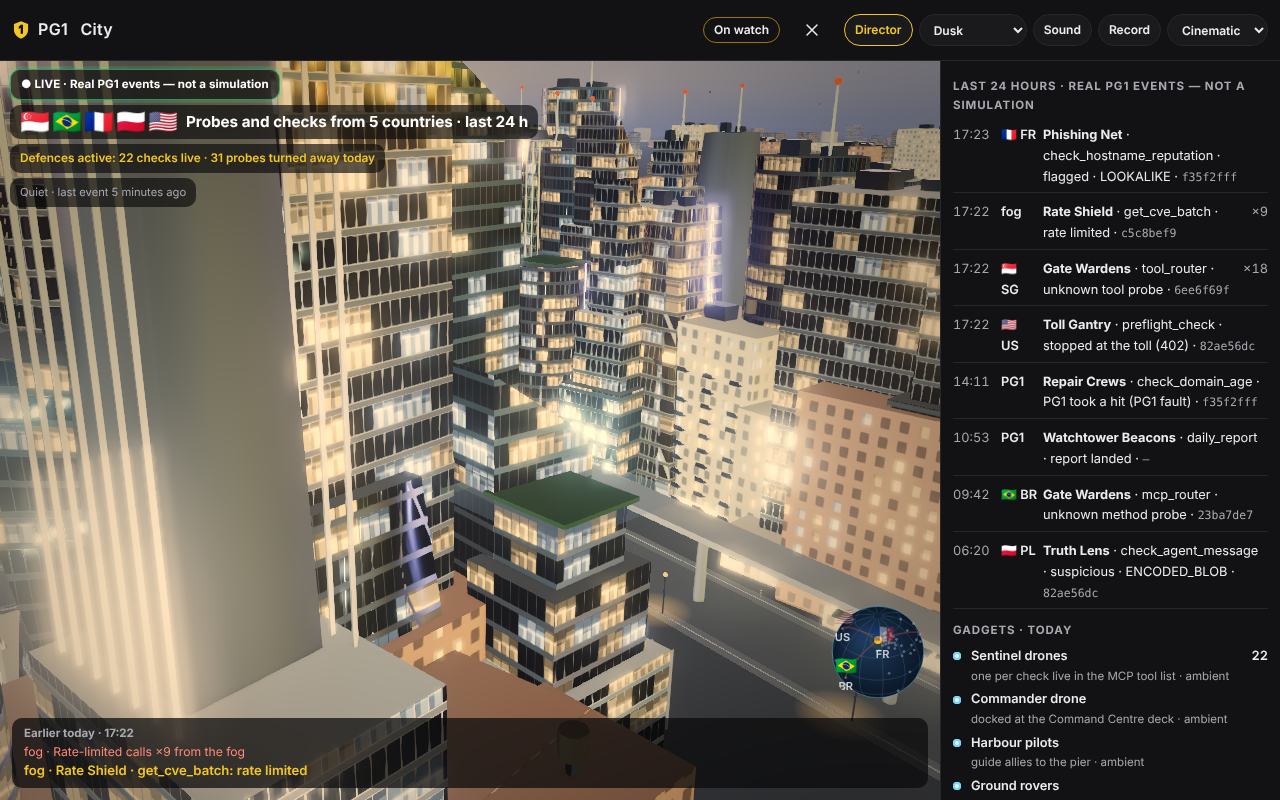 PG1 City
On watch
Director
Dusk
Sound
Record
Cinematic
LIVE · Real PG1 events — not a simulation
Probes and checks from 5 countries · last 24 h
Defences active: 22 checks live · 31 probes turned away today
Quiet · last event 5 minutes ago
US
FR
BR
Earlier today · 17:22
fog · Rate-limited calls ×9 from the fog
fog · Rate Shield · get_cve_batch: rate limited
LAST 24 HOURS · REAL PG1 EVENTS — NOT A
SIMULATION
17:23 FR Phishing Net ·
check_hostname_reputation ·
flagged · LOOKALIKE · f35f2fff
17:22 fog Rate Shield · get_cve_batch · ×9
rate limited · c5c8bef9
17:22 Gate Wardens · tool_router · ×18
SG unknown tool probe · 6ee6f69f
17:22 Toll Gantry · preflight_check ·
US stopped at the toll (402) · 82ae56dc
14:11 PG1 Repair Crews · check_domain_age ·
PG1 took a hit (PG1 fault) · f35f2fff
10:53 PG1 Watchtower Beacons · daily_report
· report landed · —
09:42 BR Gate Wardens · mcp_router ·
unknown method probe · 23ba7de7
06:20 PL Truth Lens · check_agent_message
· suspicious · ENCODED_BLOB ·
82ae56dc
GADGETS · TODAY
Sentinel drones 22
one per check live in the MCP tool list · ambient
Commander drone
docked at the Command Centre deck · ambient
Harbour pilots
guide allies to the pier · ambient
Ground rovers